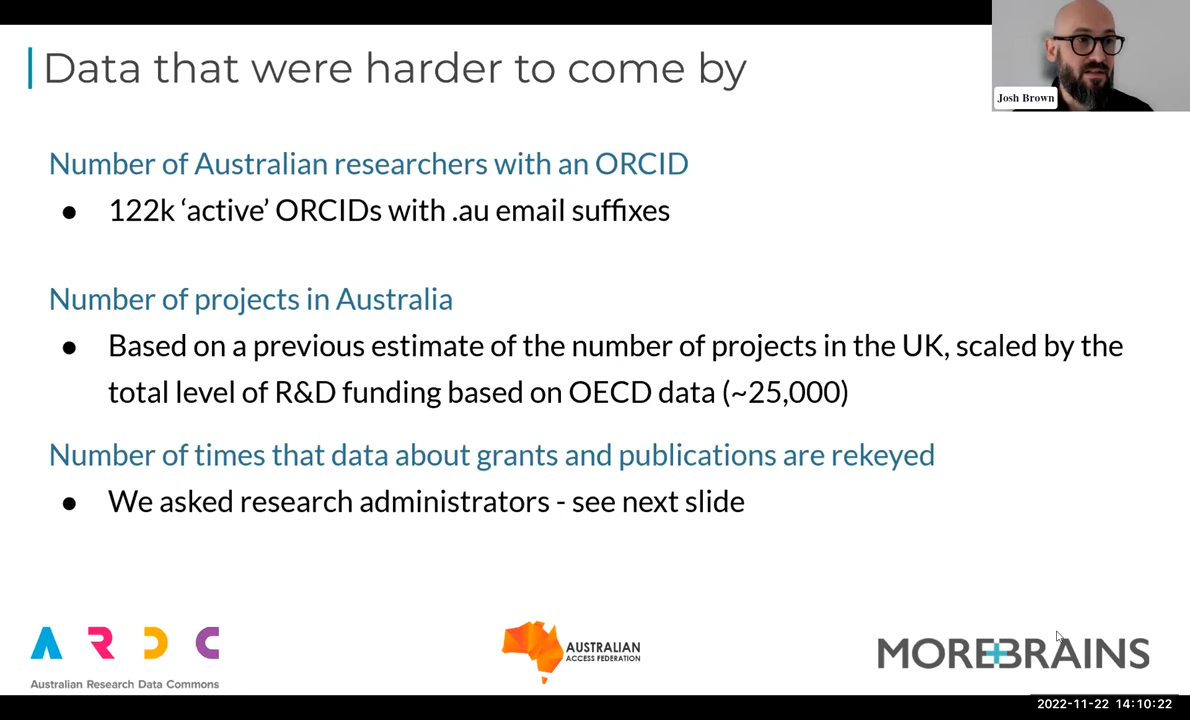 Data that were harder to come by
Josh Brown
Number of Australian researchers with an ORCID
● 122k ‘active’ ORCIDs with .au email suffixes
Number of projects in Australia
● Based on a previous estimate of the number of projects in the UK, scaled by the
total level of R&D funding based on OECD data (~25,000)
Number of times that data about grants and publications are rekeyed
● We asked research administrators - see next slide
ARDC
Australian Research Data Commons
AUSTRALIAN
ACCESS FEDERATION
MOREBRAINS
2022-11-22 14:10:22